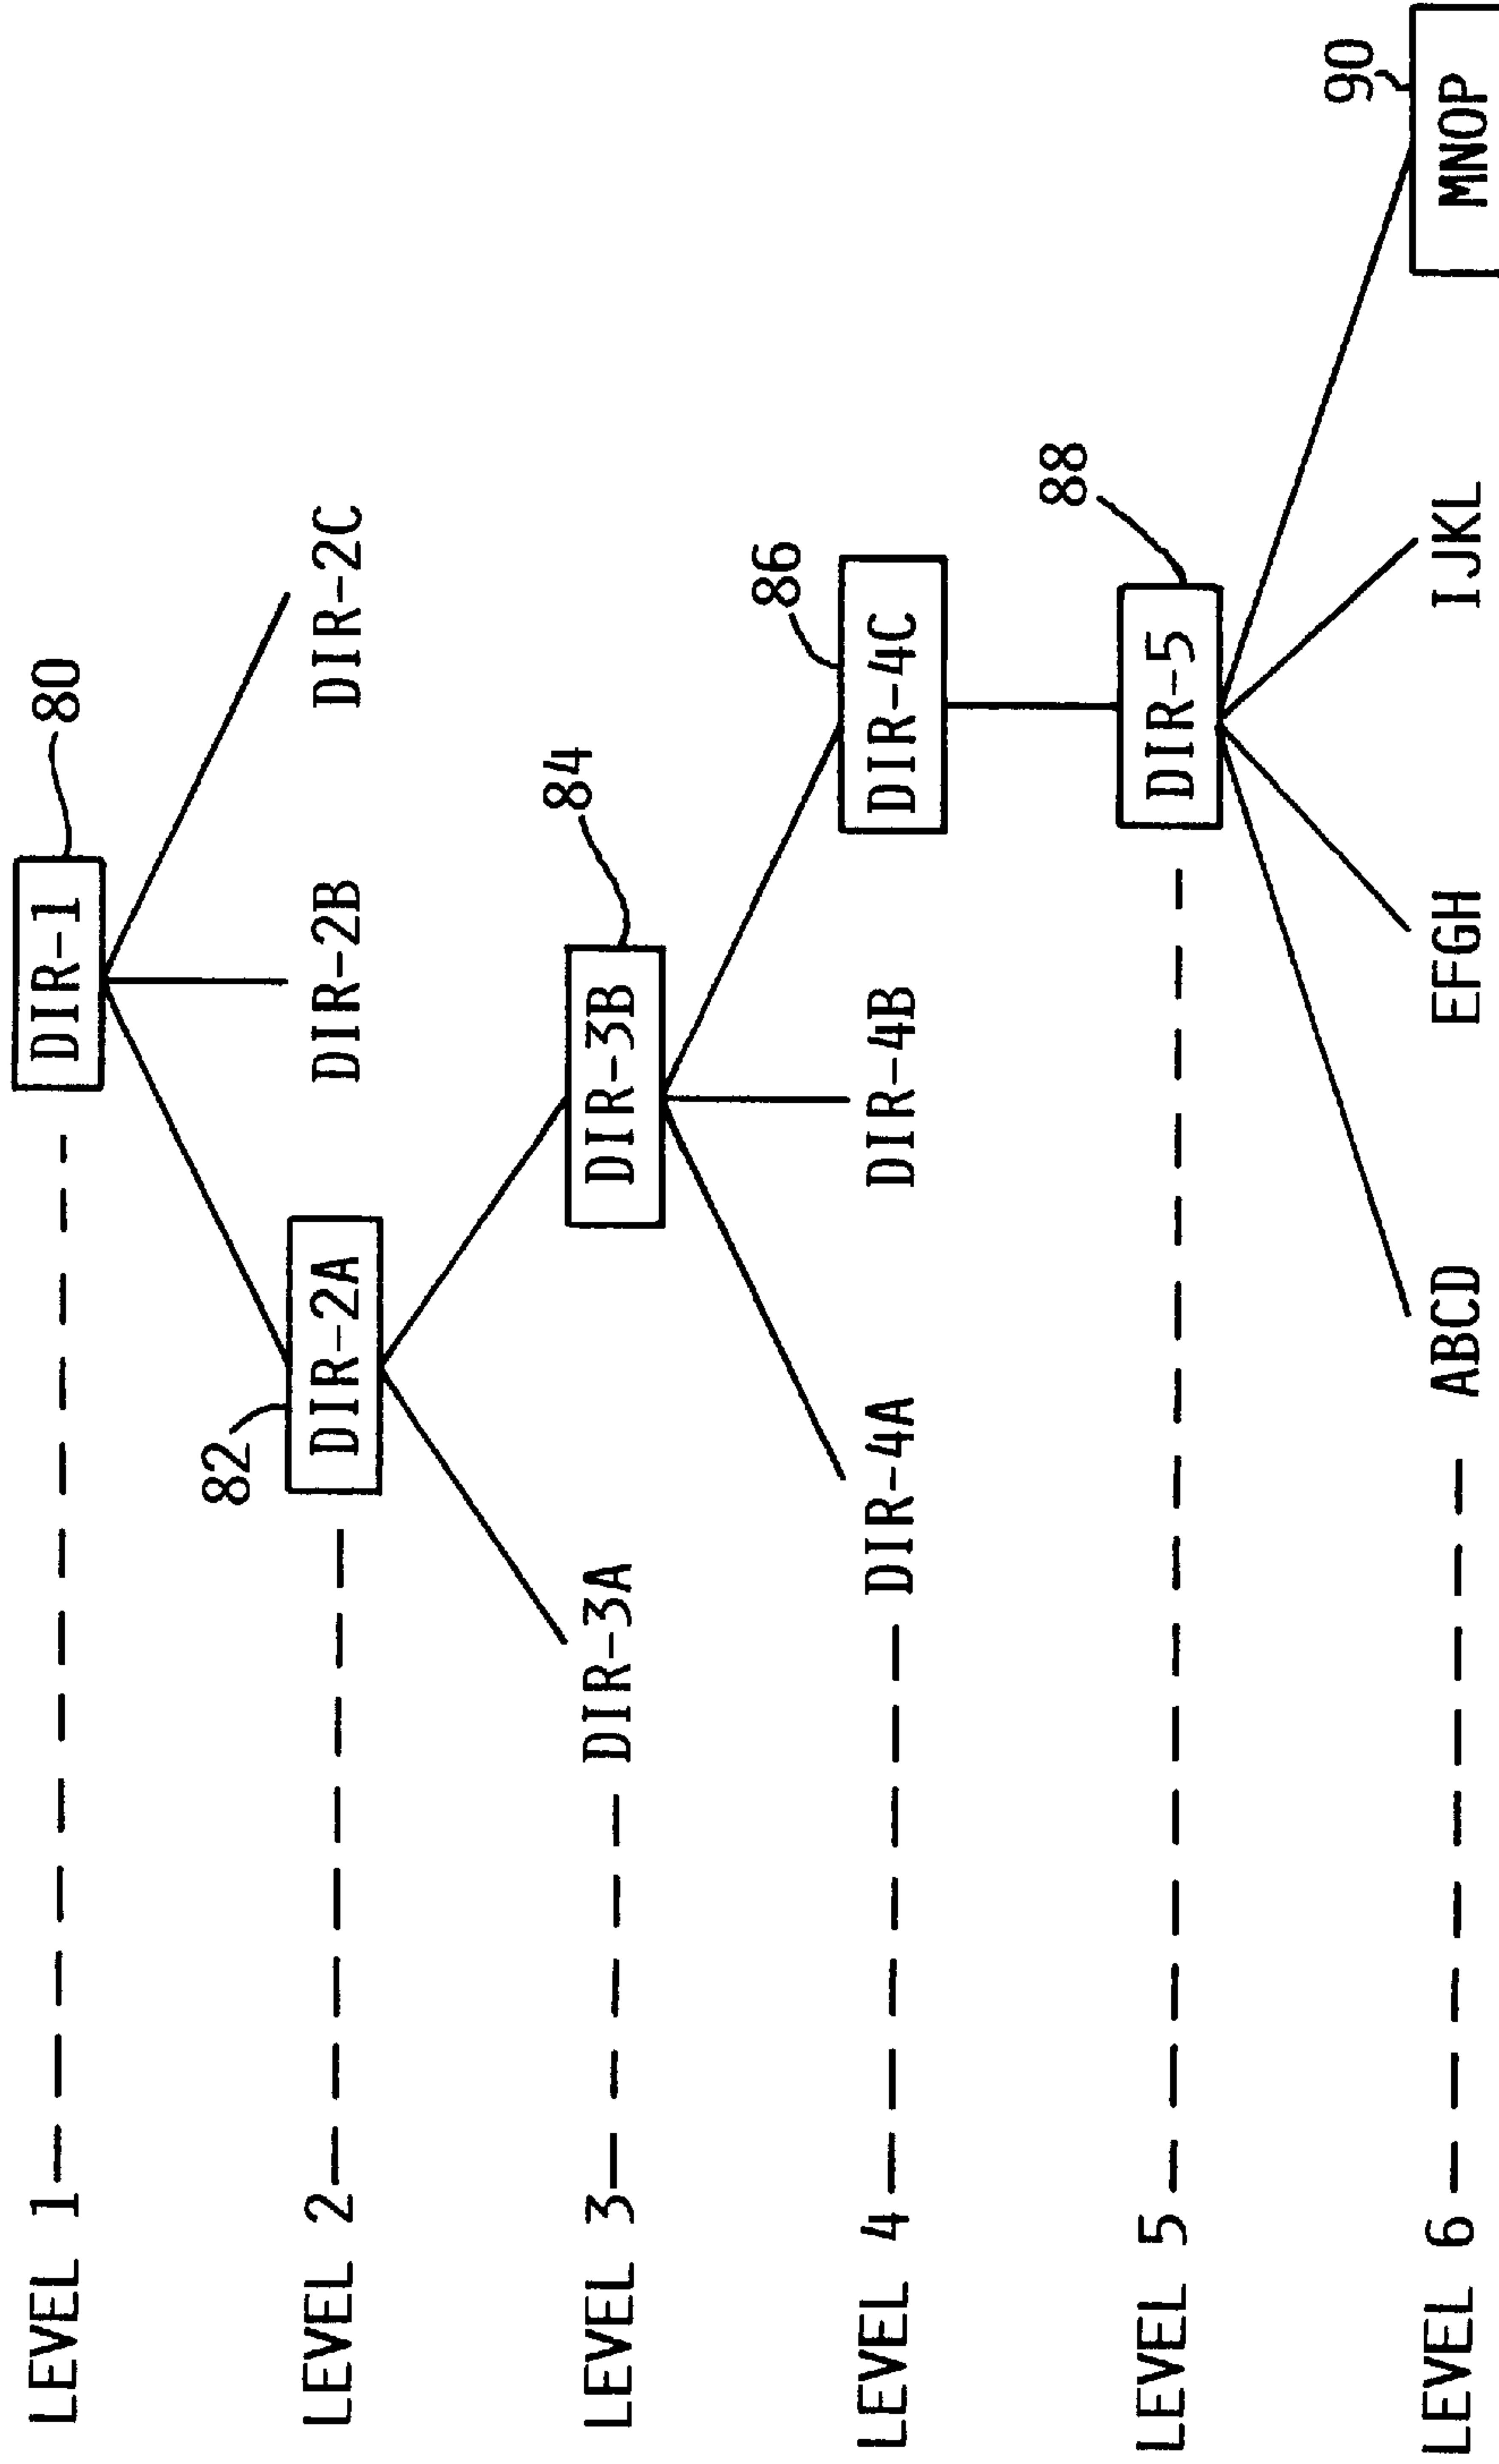 LEVEL 1
DIR-1
80
LEVEL 2
82
DIR-2A
DIR-2B
DIR-2C
LEVEL 3
DIR-3A
DIR-3B
84
LEVEL 4
DIR-4A
DIR-4B
DIR-4C
86
LEVEL 5
DIR-5
88
LEVEL 6
ABCD
EFGH
IJKL
MNOP
90